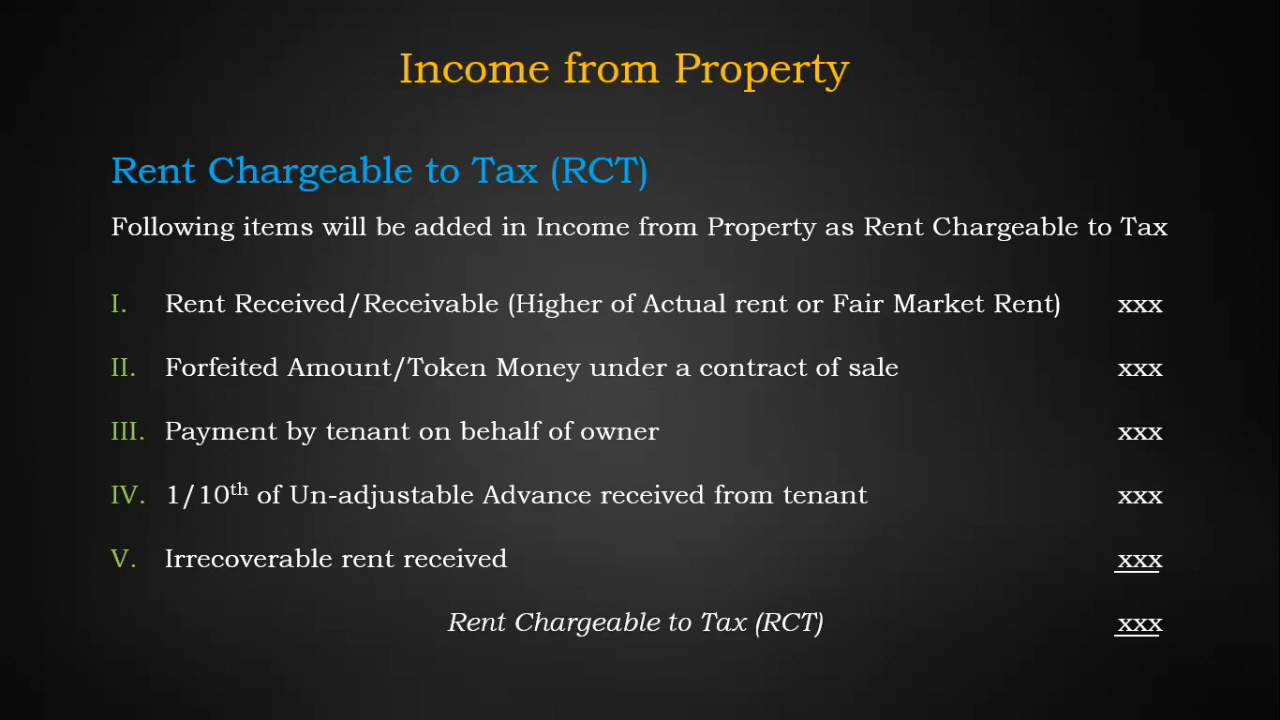 Income from Property
Rent Chargeable to Tax (RCT)
Following items will be added in Income from Property as Rent Chargeable to Tax
I. Rent Received/Receivable (Higher of Actual rent or Fair Market Rent) xxx
II. Forfeited Amount/Token Money under a contract of sale xxx
III. Payment by tenant on behalf of owner xxx
IV. 1/10th of Un-adjustable Advance received from tenant xxx
V. Irrecoverable rent received xxx
Rent Chargeable to Tax (RCT) xxx